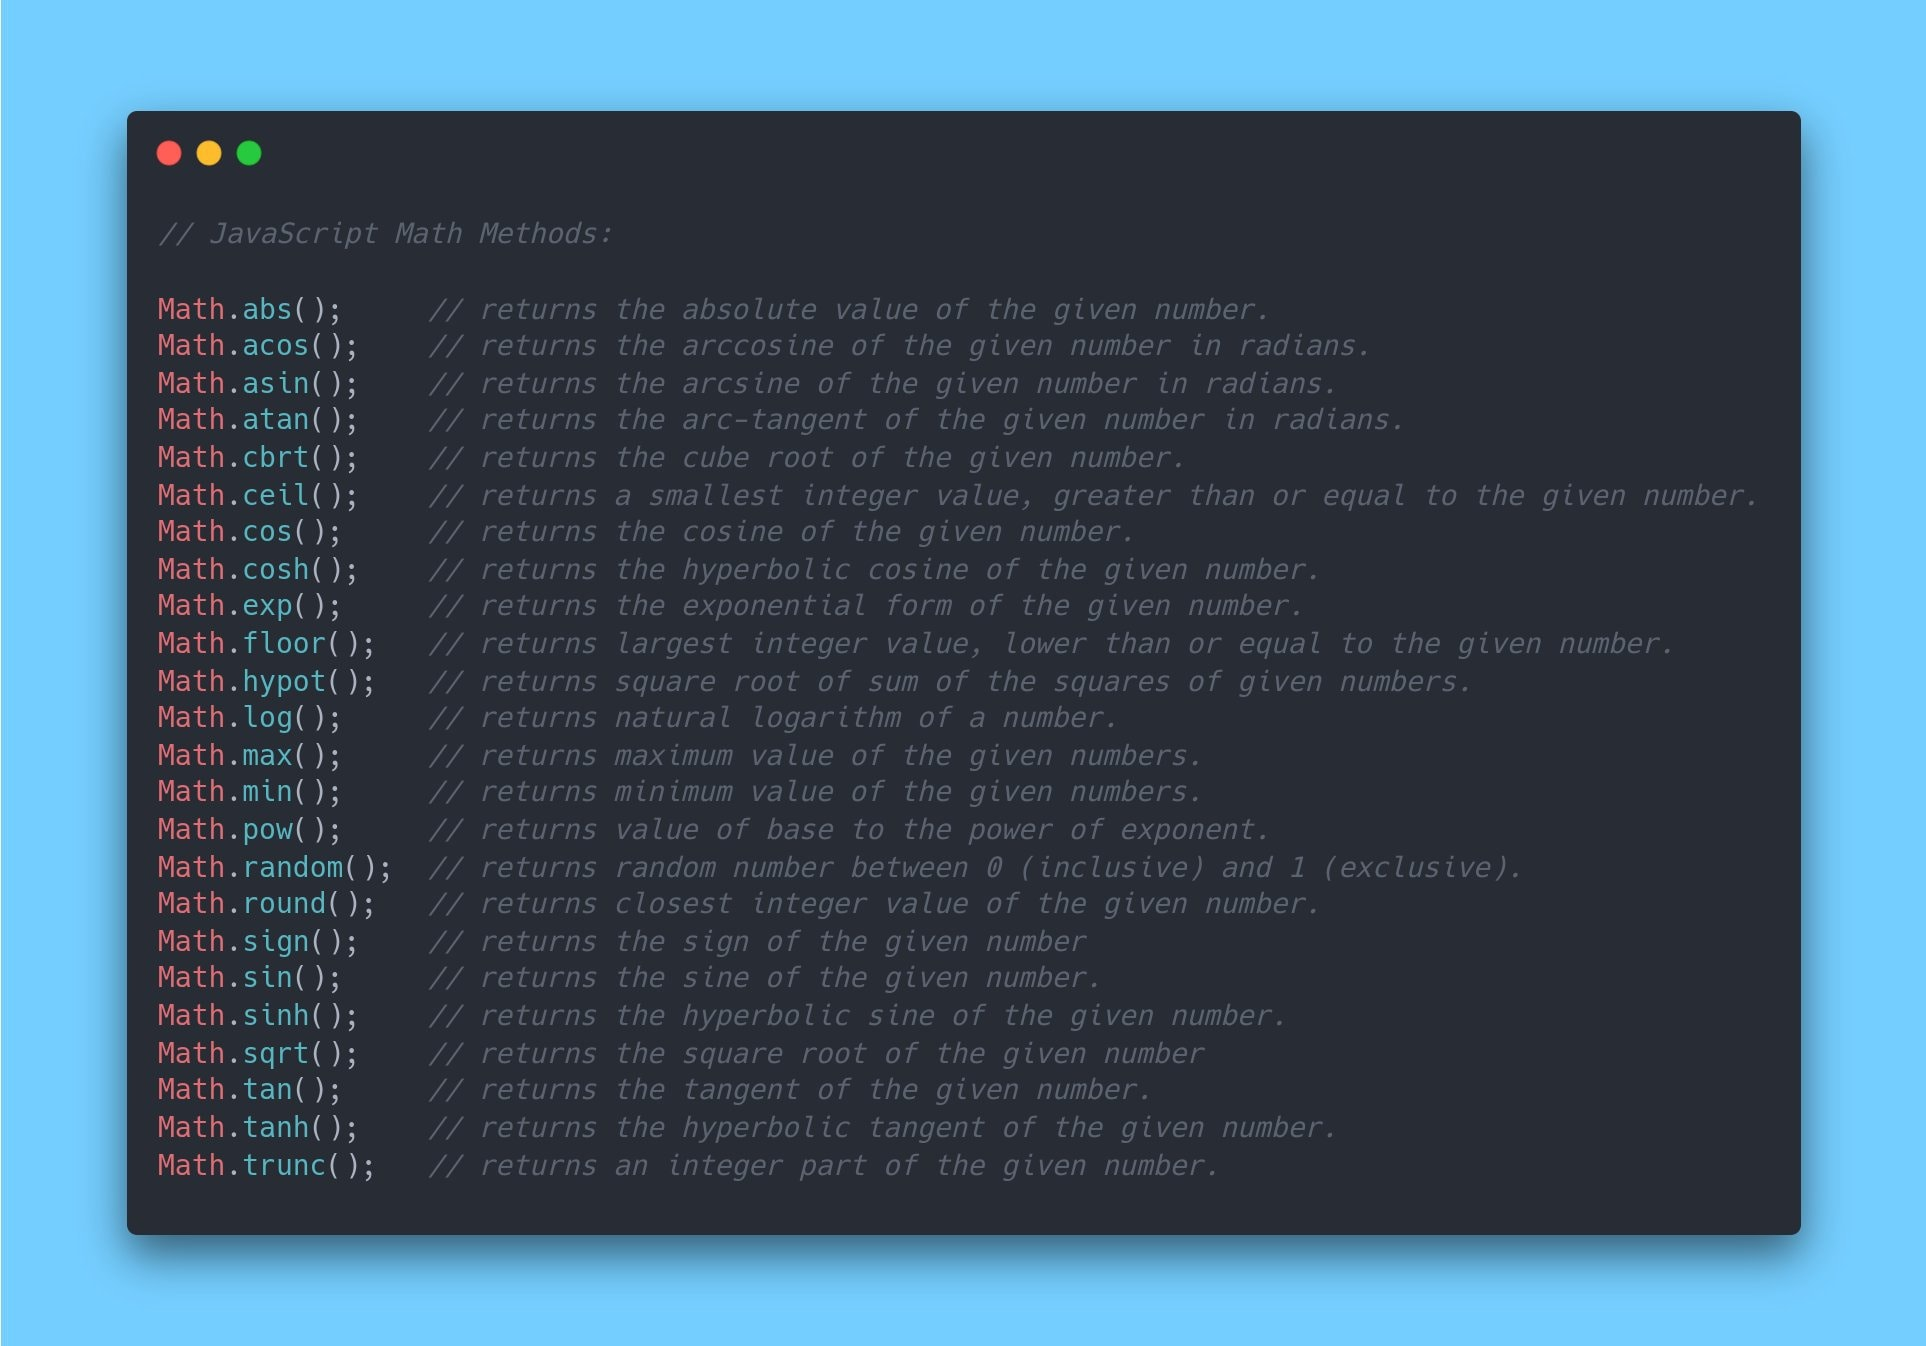 // JavaScript Math Methods:
Math.abs();      // returns the absolute value of the given number.
Math.acos();     // returns the arccosine of the given number in radians.
Math.asin();     // returns the arcsine of the given number in radians.
Math.atan();     // returns the arc-tangent of the given number in radians.
Math.cbrt();     // returns the cube root of the given number.
Math.ceil();     // returns a smallest integer value, greater than or equal to the given number.
Math.cos();      // returns the cosine of the given number.
Math.cosh();     // returns the hyperbolic cosine of the given number.
Math.exp();      // returns the exponential form of the given number.
Math.floor();    // returns largest integer value, lower than or equal to the given number.
Math.hypot();    // returns square root of sum of the squares of given numbers.
Math.log();      // returns natural logarithm of a number.
Math.max();      // returns maximum value of the given numbers.
Math.min();      // returns minimum value of the given numbers.
Math.pow();      // returns value of base to the power of exponent.
Math.random();   // returns random number between 0 (inclusive) and 1 (exclusive).
Math.round();    // returns closest integer value of the given number.
Math.sign();     // returns the sign of the given number
Math.sin();      // returns the sine of the given number.
Math.sinh();     // returns the hyperbolic sine of the given number.
Math.sqrt();     // returns the square root of the given number
Math.tan();      // returns the tangent of the given number.
Math.tanh();     // returns the hyperbolic tangent of the given number.
Math.trunc();    // returns an integer part of the given number.